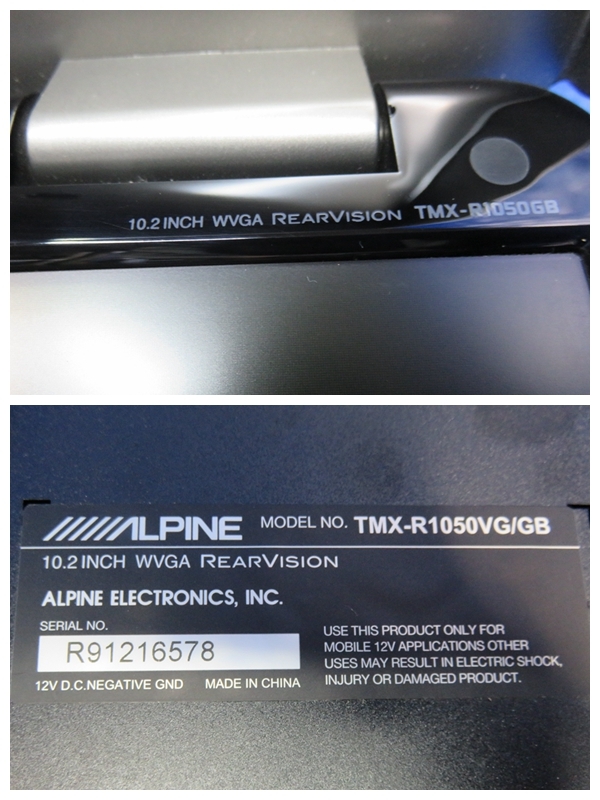 10.2 INCH WVGA REARVISION TMX-R1050GB
ALPINE MODEL NO. TMX-R1050VG/GB
10.2 INCH WVGA REARVISION
ALPINE ELECTRONICS, INC.
SERIAL NO.
R91216578
12V D.C.NEGATIVE GND MADE IN CHINA
USE THIS PRODUCT ONLY FOR
MOBILE 12V APPLICATIONS OTHER
USES MAY RESULT IN ELECTRIC SHOCK,
INJURY OR DAMAGED PRODUCT.